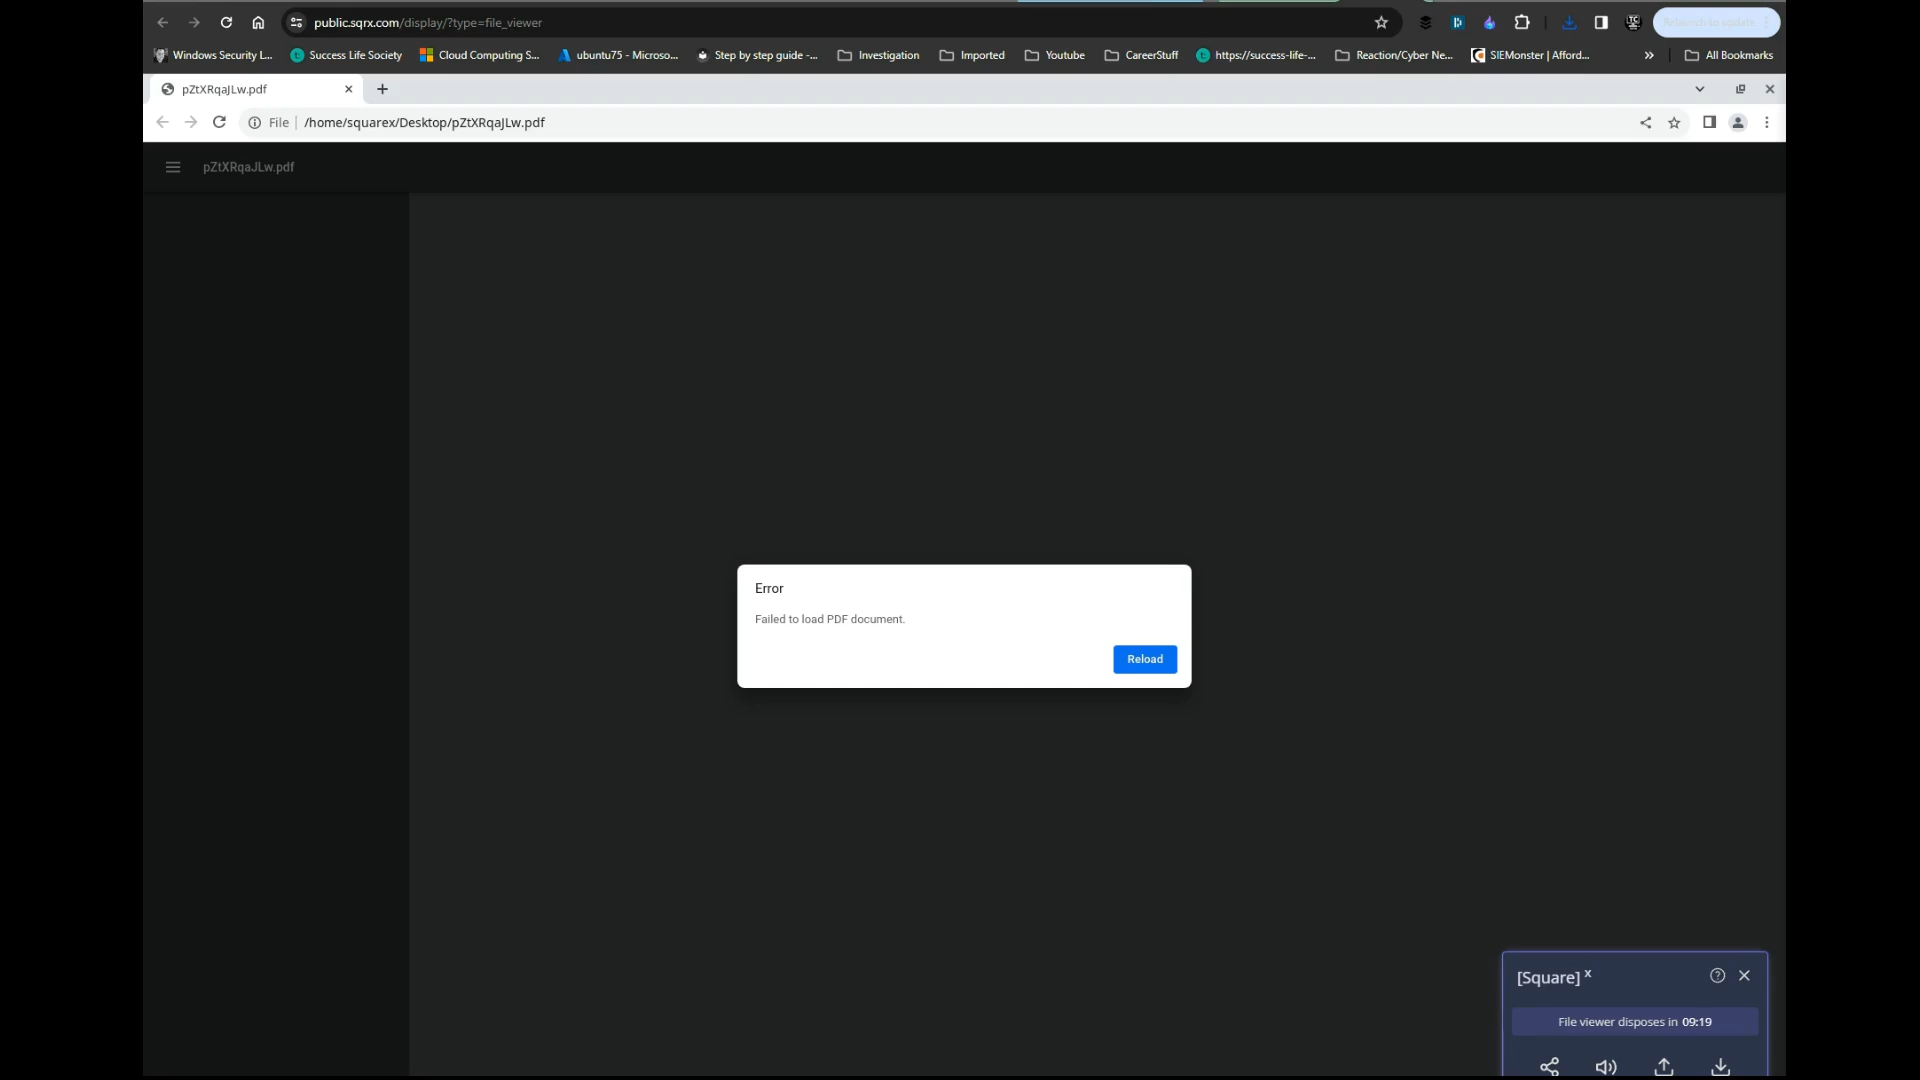 public.sqrx.com/display/?type=file_viewer
Relaunch to update
Windows Security L...
Success Life Society
Cloud Computing S...
ubuntu75 - Microso...
Step by step guide -...
Investigation
Imported
Youtube
CareerStuff
https://success-life-...
Reaction/Cyber Ne...
SIEMonster | Afford...
All Bookmarks
pZtXRqaJLw.pdf
File
/home/squarex/Desktop/pZtXRqaJLw.pdf
pZtXRqaJLw.pdf
Error
Failed to load PDF document.
Reload
[Square] x
File viewer disposes in 09:19